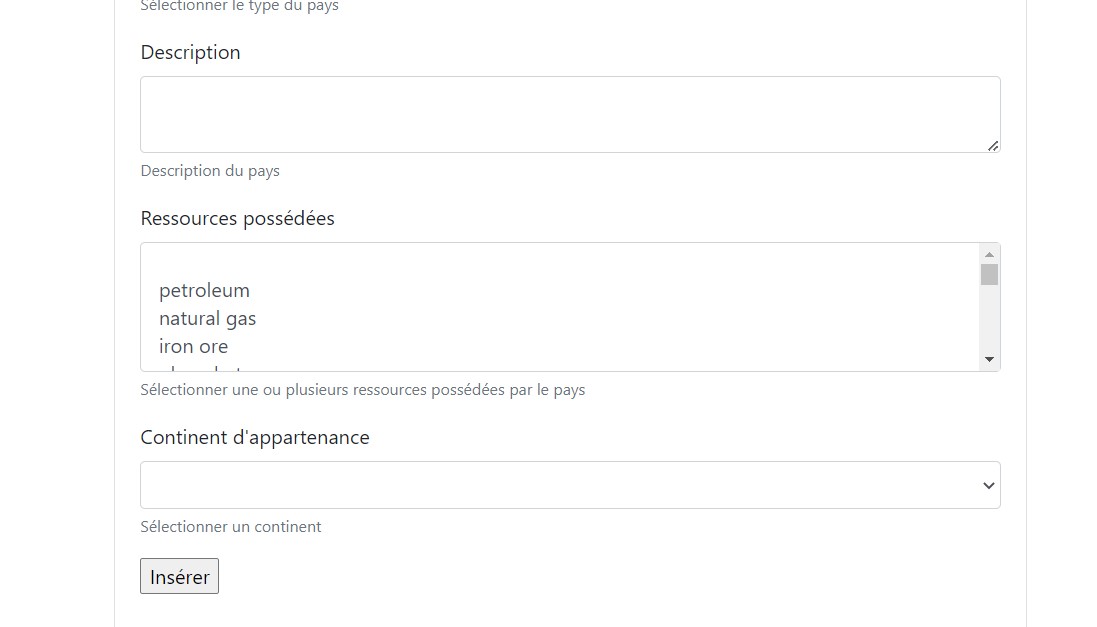 Sélectionner le type du pays
Description
Description du pays
Ressources possédées
petroleum
natural gas
iron ore
Sélectionner une ou plusieurs ressources possédées par le pays
Continent d'appartenance
Sélectionner un continent
Insérer